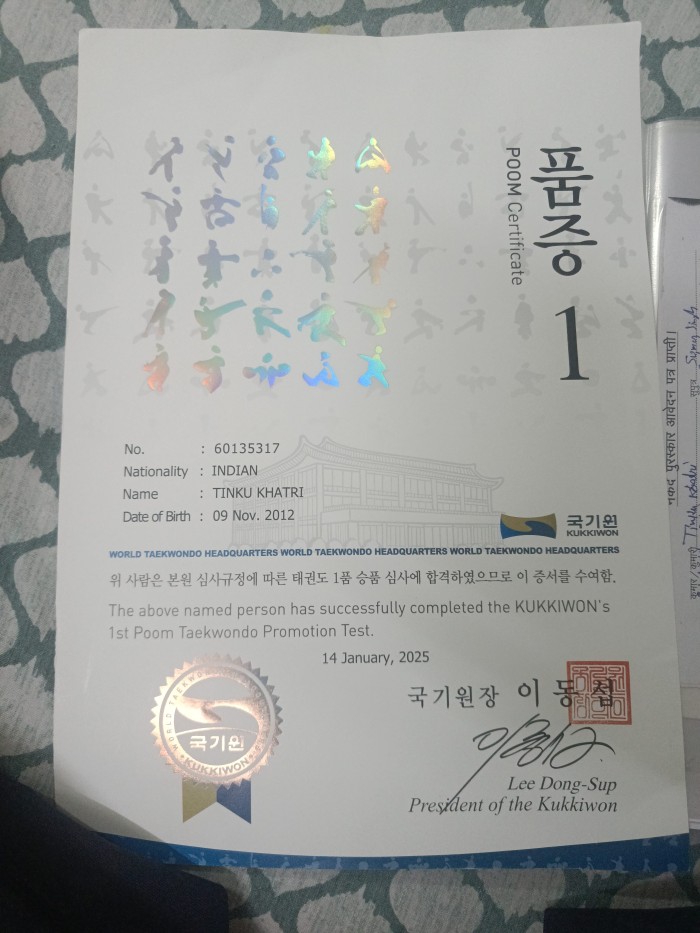 품증
POOM Certificate
1
No. : 60135317
Nationality : INDIAN
Name : TINKU KHATRI
Date of Birth : 09 Nov. 2012
국기원
KUKKIWON
WORLD TAEKWONDO HEADQUARTERS WORLD TAEKWONDO HEADQUARTERS WORLD TAEKWONDO HEADQUARTERS
위 사람은 본원 심사규정에 따른 태권도 1품 승품 심사에 합격하였으므로 이 증서를 수여함.
The above named person has successfully completed the KUKKIWON's
1st Poom Taekwondo Promotion Test.
14 January, 2025
국기원장 이동섭
Lee Dong-Sup
President of the Kukkiwon
국기원
KUKKIWON